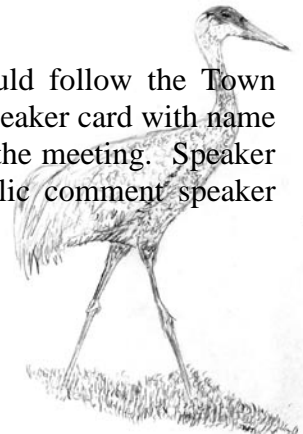 uld follow the Town
eaker card with name
the meeting. Speaker
lic comment speaker